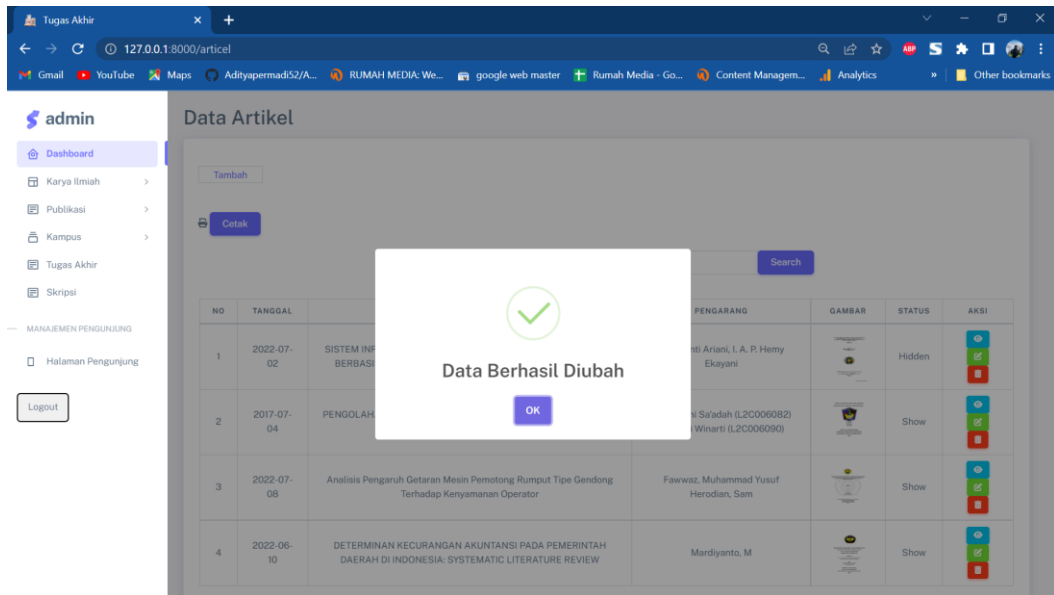 Tugas Akhir
127.0.0.1:8000/articel
ABP
S
Gmail
YouTube
Maps
Adityapermadi52/A...
RUMAH MEDIA: We...
google web master
Rumah Media - Go...
Content Managem...
Analytics
»
Other bookmarks
admin
Dashboard
Karya Ilmiah
Publikasi
Kampus
Tugas Akhir
Skripsi
MANAJEMEN PENGUNJUNG
Halaman Pengunjung
Logout
Data Artikel
Tambah
Cetak
Search
NO TANGGAL PENGARANG GAMBAR STATUS AKSI
1 2022-07-02 SISTEM INF nti Ariani, I. A. P. Hemy Hidden
BERBASI Ekayani
2 2017-07-04 PENGOLAH ni Sa'adah (L2C006082) Show
Winarti (L2C006090)
3 2022-07-08 Analisis Pengaruh Getaran Mesin Pemotong Rumput Tipe Gendong Fawwaz, Muhammad Yusuf Show
Terhadap Kenyamanan Operator Herodian, Sam
4 2022-06-10 DETERMINAN KECURANGAN AKUNTANSI PADA PEMERINTAH Mardiyanto, M Show
DAERAH DI INDONESIA: SYSTEMATIC LITERATURE REVIEW
Data Berhasil Diubah
OK